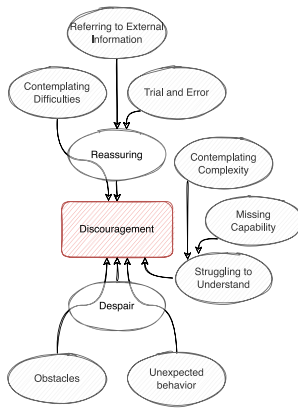 Referring to External
Information
Contemplating
Difficulties
Trial and Error
Reassuring
Contemplating
Complexity
Missing
Capability
Discouragement
Struggling to
Understand
Despair
Obstacles
Unexpected
behavior